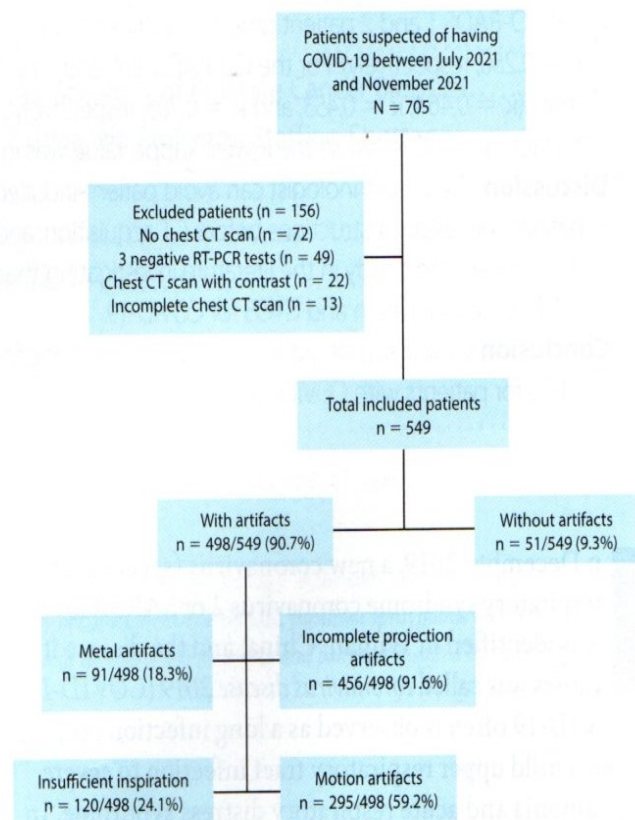 Patients suspected of having
COVID-19 between July 2021
and November 2021
N = 705
Excluded patients (n = 156)
No chest CT scan (n = 72)
3 negative RT-PCR tests (n = 49)
Chest CT scan with contrast (n = 22)
Incomplete chest CT scan (n = 13)
Total included patients
n = 549
With artifacts
n = 498/549 (90.7%)
Without artifacts
n = 51/549 (9.3%)
Metal artifacts
n = 91/498 (18.3%)
Incomplete projection
artifacts
n = 456/498 (91.6%)
Insufficient inspiration
n = 120/498 (24.1%)
Motion artifacts
n = 295/498 (59.2%)